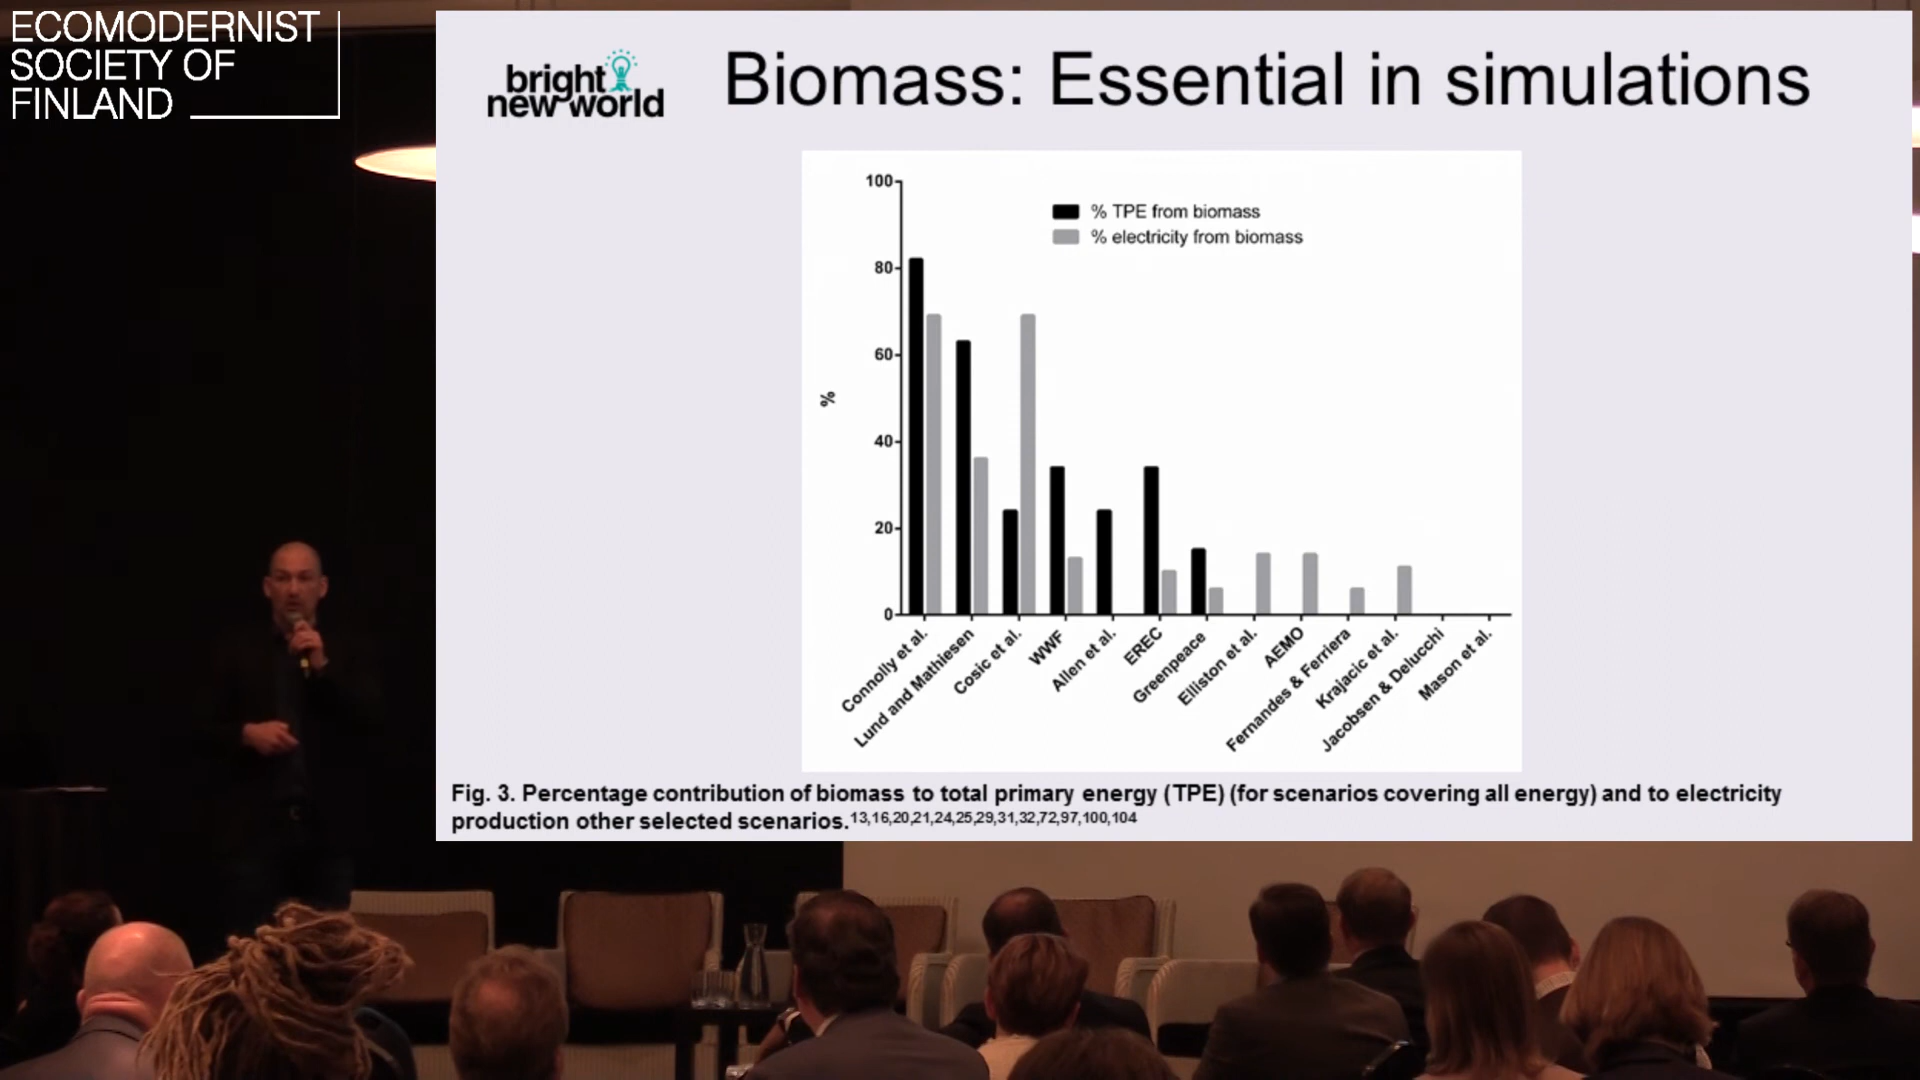 ECOMODERNIST
SOCIETY OF
FINLAND
bright
new world
Biomass: Essential in simulations
100
80
60
40
20
0
%
% TPE from biomass
% electricity from biomass
Connolly et al.
Lund and Mathiesen
Cosic et al.
WWF
Allen et al.
EREC
Greenpeace
Elliston et al.
AEMO
Fernandes & Ferriera
Krajacic et al.
Jacobsen & Delucchi
Mason et al.
Fig. 3. Percentage contribution of biomass to total primary energy (TPE) (for scenarios covering all energy) and to electricity
production other selected scenarios.13,16,20,21,24,25,29,31,32,72,97,100,104